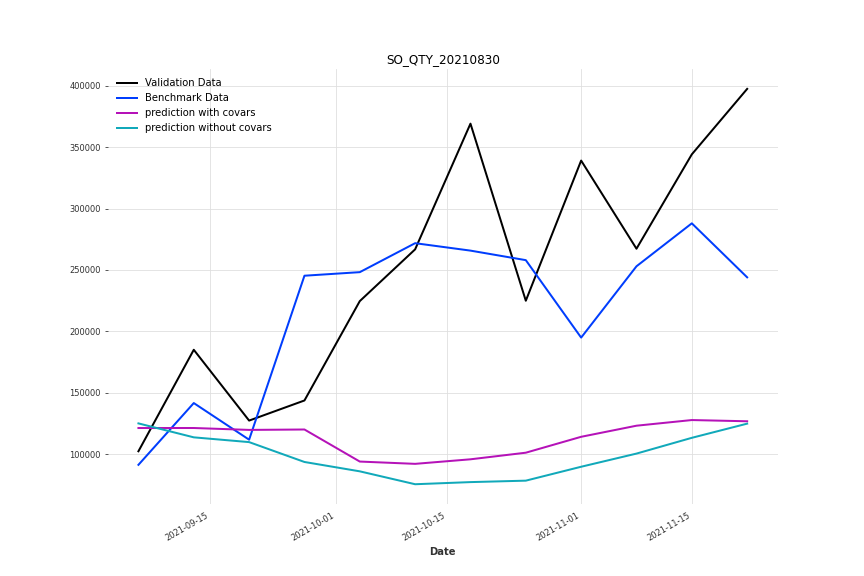 SO_QTY_20210830
Validation Data
Benchmark Data
prediction with covars
prediction without covars
400000
350000
300000
250000
200000
150000
100000
2021-09-15
2021-10-01
2021-10-15
2021-11-01
2021-11-15
Date